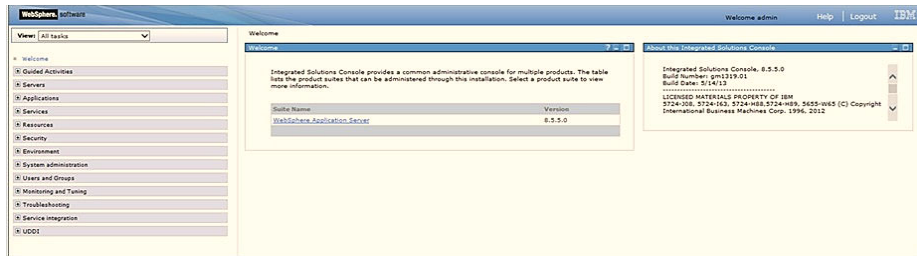 WebSphere. software
Welcome admin
Help | Logout
IBM
View: All tasks
Welcome
Guided Activities
Servers
Applications
Services
Resources
Security
Environment
System administration
Users and Groups
Monitoring and Tuning
Troubleshooting
Service integration
UDDI
Welcome
Welcome
Integrated Solutions Console provides a common administrative console for multiple products. The table
lists the product suites that can be administered through this installation. Select a product suite to view
more information.
Suite Name Version
WebSphere Application Server 8.5.5.0
About this Integrated Solutions Console
Integrated Solutions Console, 8.5.5.0
Build Number: gm1319.01
Build Date: 5/14/13
----------------------------------
LICENSED MATERIALS PROPERTY OF IBM
5724-J08, 5724-I63, 5724-H88,5724-H89, 5655-W65 (C) Copyright
International Business Machines Corp. 1996, 2012